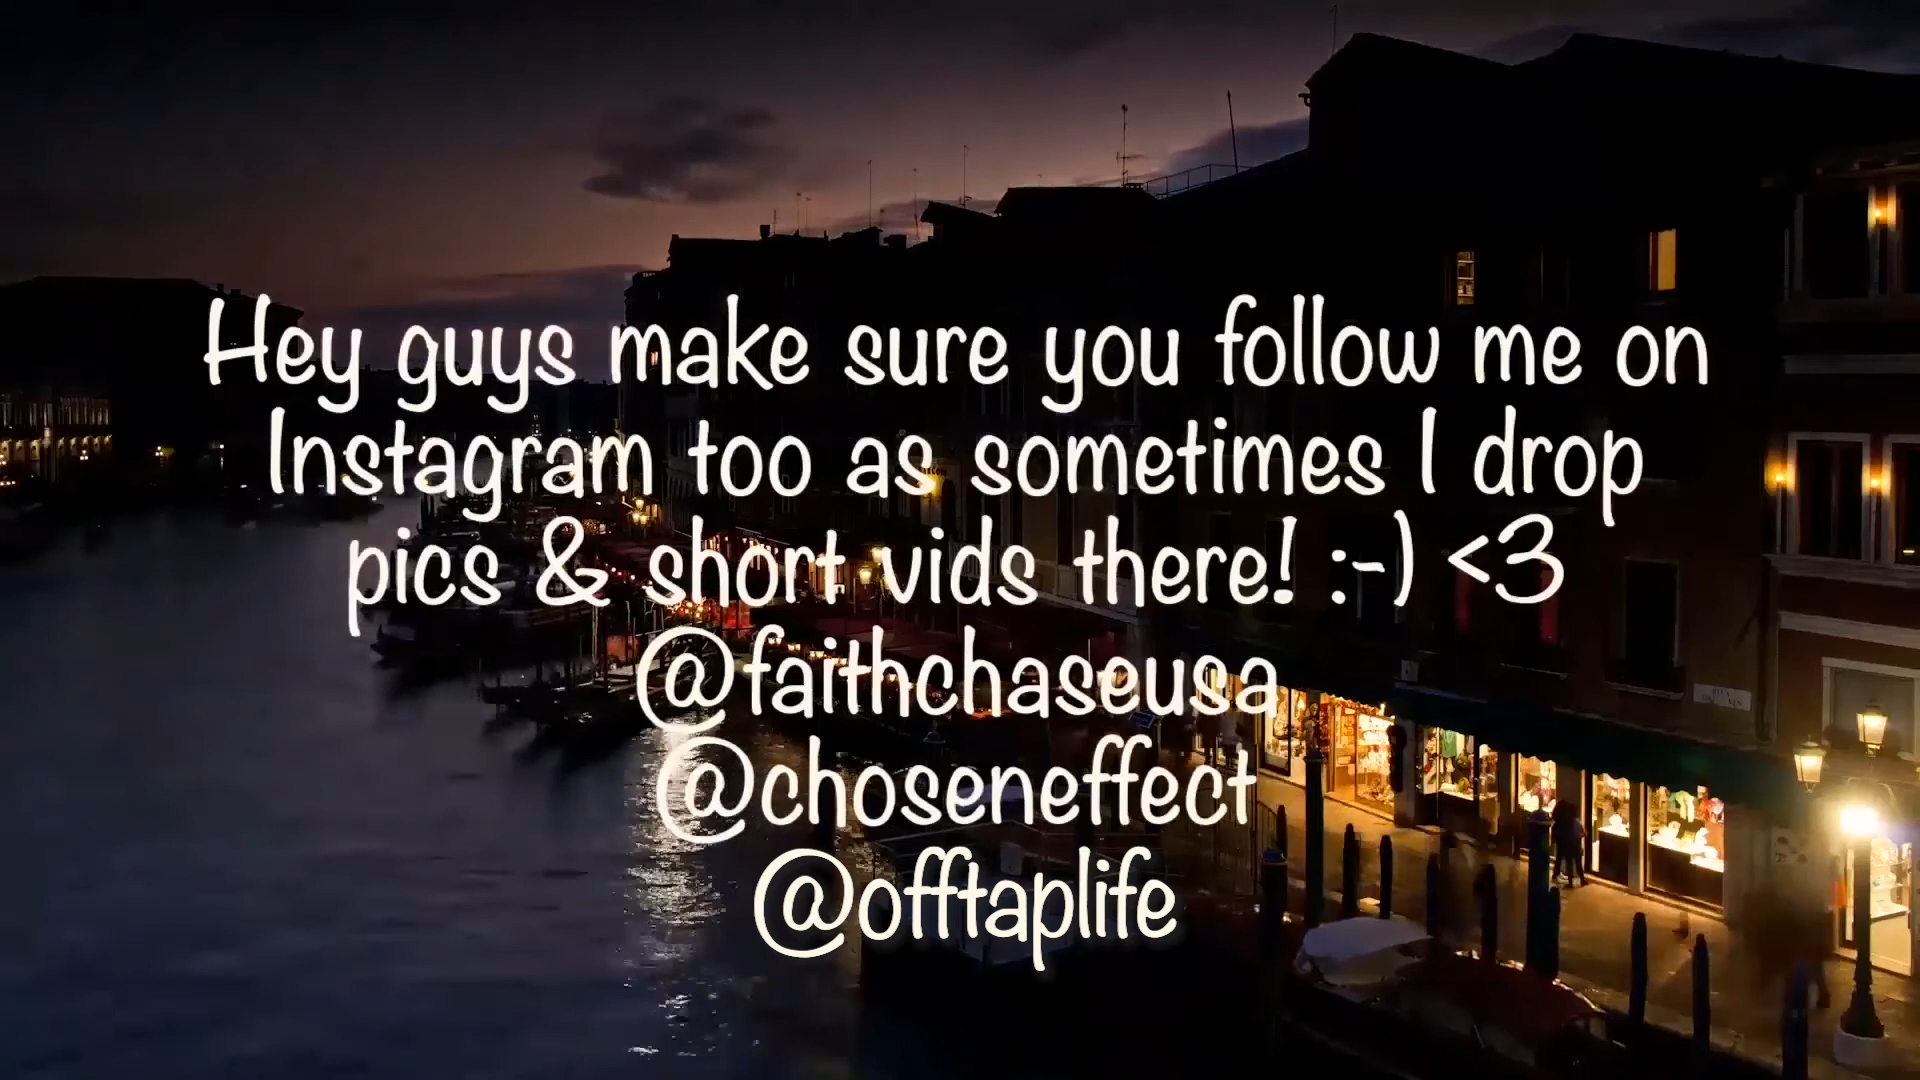 Hey guys make sure you follow me on
Instagram too as sometimes I drop
pics & short vids there! :-) <3
@faithchaseusa
@choseneffect
@offtaplife